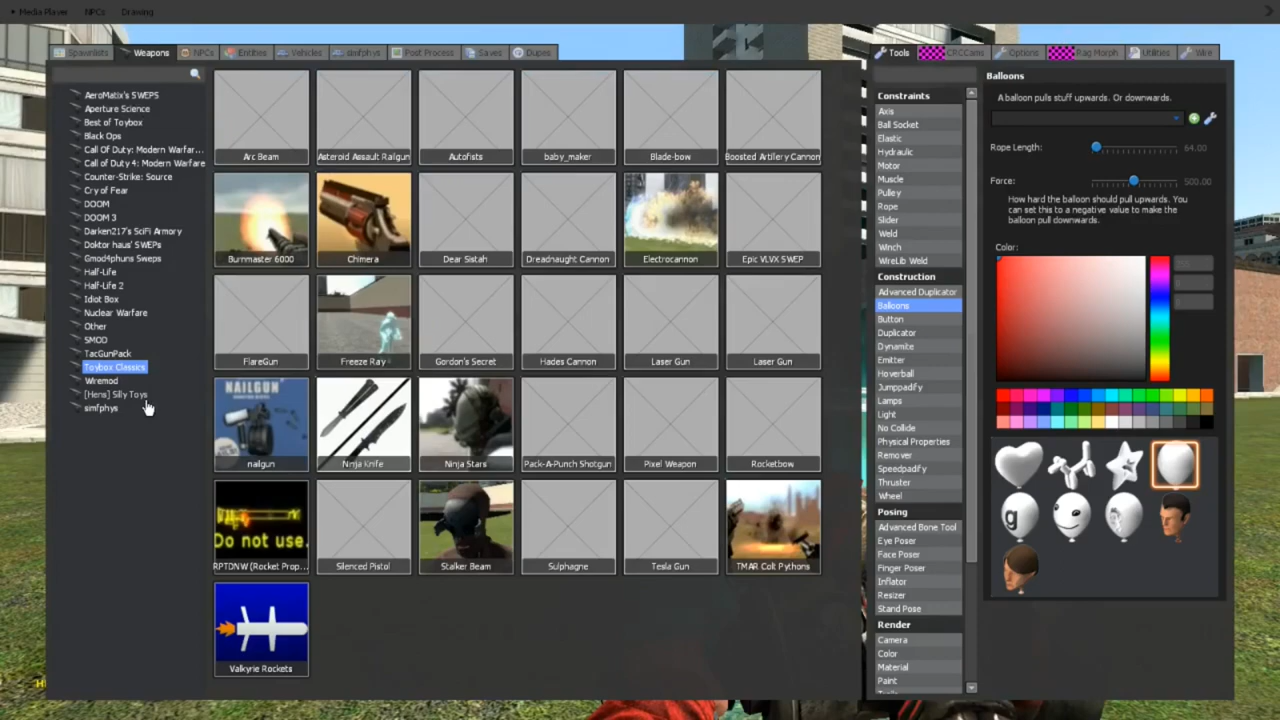 Media Player
NPCs
Drawing
Spawnlists
Weapons
NPCs
Entities
Vehicles
simfphys
Post Process
Saves
Dupes
AeroMatix's SWEPS
Aperture Science
Best of Toybox
Black Ops
Call Of Duty: Modern Warfar...
Call of Duty 4: Modern Warfare
Counter-Strike: Source
Cry of Fear
DOOM
DOOM 3
Darken217's SciFi Armory
Doktor haus' SWEPs
Gmod4phuns Sweps
Half-Life
Half-Life 2
Idiot Box
Nuclear Warfare
Other
SMOD
TacGunPack
Toybox Classics
Wiremod
[Hens] Silly Toys
simfphys
Arc Beam
Asteroid Assault Railgun
Autofists
baby_maker
Blade-bow
Boosted Artillery Cannon
Burnmaster 6000
Chimera
Dear Sistah
Dreadnaught Cannon
Electrocannon
Epic VLVX SWEP
FlareGun
Freeze Ray
Gordon's Secret
Hades Cannon
Laser Gun
Laser Gun
NAILGUN
nailgun
Ninja Knife
Ninja Stars
Pack-A-Punch Shotgun
Pixel Weapon
Rocketbow
Do not use.
RPTDNW (Rocket Prop...
Silenced Pistol
Stalker Beam
Sulphagne
Tesla Gun
TMAR Colt Pythons
Valkyrie Rockets
Tools
CRCCams
Options
Rag Morph
Utilities
Wire
Constraints
Axis
Ball Socket
Elastic
Hydraulic
Motor
Muscle
Pulley
Rope
Slider
Weld
Winch
WireLib Weld
Construction
Advanced Duplicator
Balloons
Button
Duplicator
Dynamite
Emitter
Hoverball
Jumppadify
Lamps
Light
No Collide
Physical Properties
Remover
Speedpadify
Thruster
Wheel
Posing
Advanced Bone Tool
Eye Poser
Face Poser
Finger Poser
Inflator
Resizer
Stand Pose
Render
Camera
Color
Material
Paint
Balloons
A balloon pulls stuff upwards. Or downwards.
Rope Length:
64.00
Force:
500.00
How hard the balloon should pull upwards. You
can set this to a negative value to make the
balloon pull downwards.
Color:
g